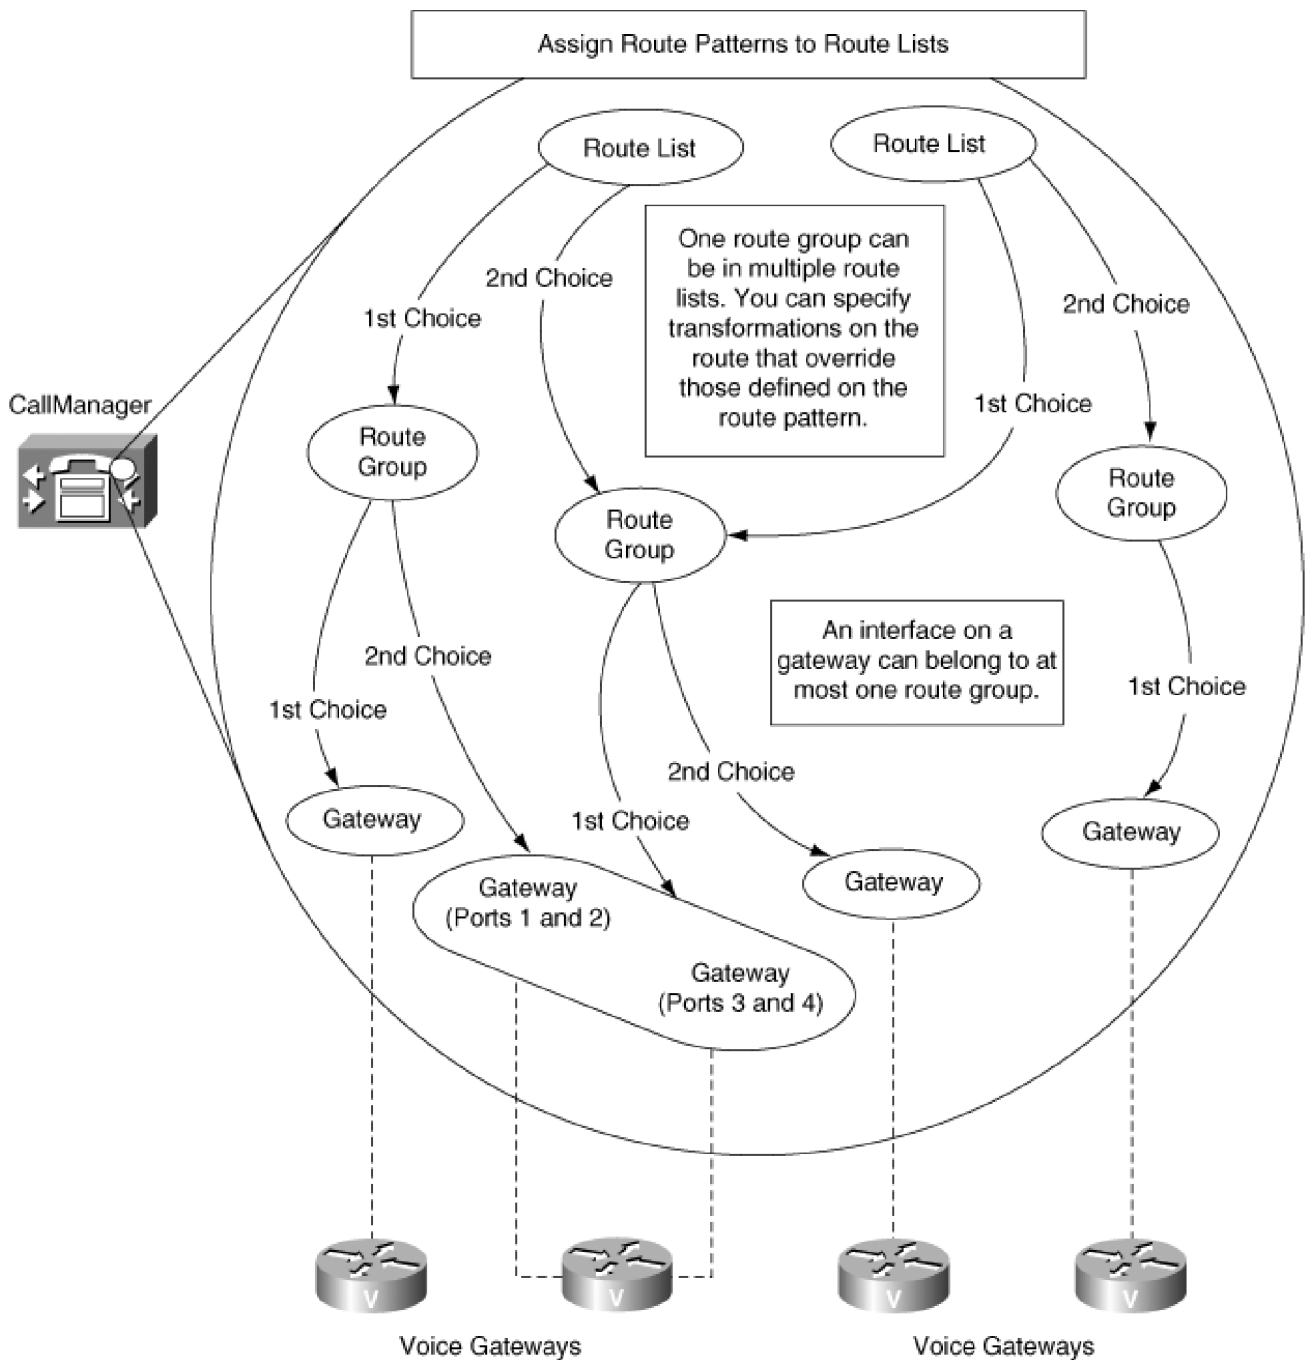 Assign Route Patterns to Route Lists
Route List
Route List
One route group can
be in multiple route
lists. You can specify
transformations on the
route that override
those defined on the
route pattern.
2nd Choice
1st Choice
2nd Choice
1st Choice
CallManager
Route
Group
Route
Group
Route
Group
An interface on a
gateway can belong to at
most one route group.
2nd Choice
1st Choice
1st Choice
2nd Choice
1st Choice
Gateway
Gateway
Gateway
(Ports 1 and 2)
Gateway
Gateway
(Ports 3 and 4)
V
V
V
V
Voice Gateways
Voice Gateways